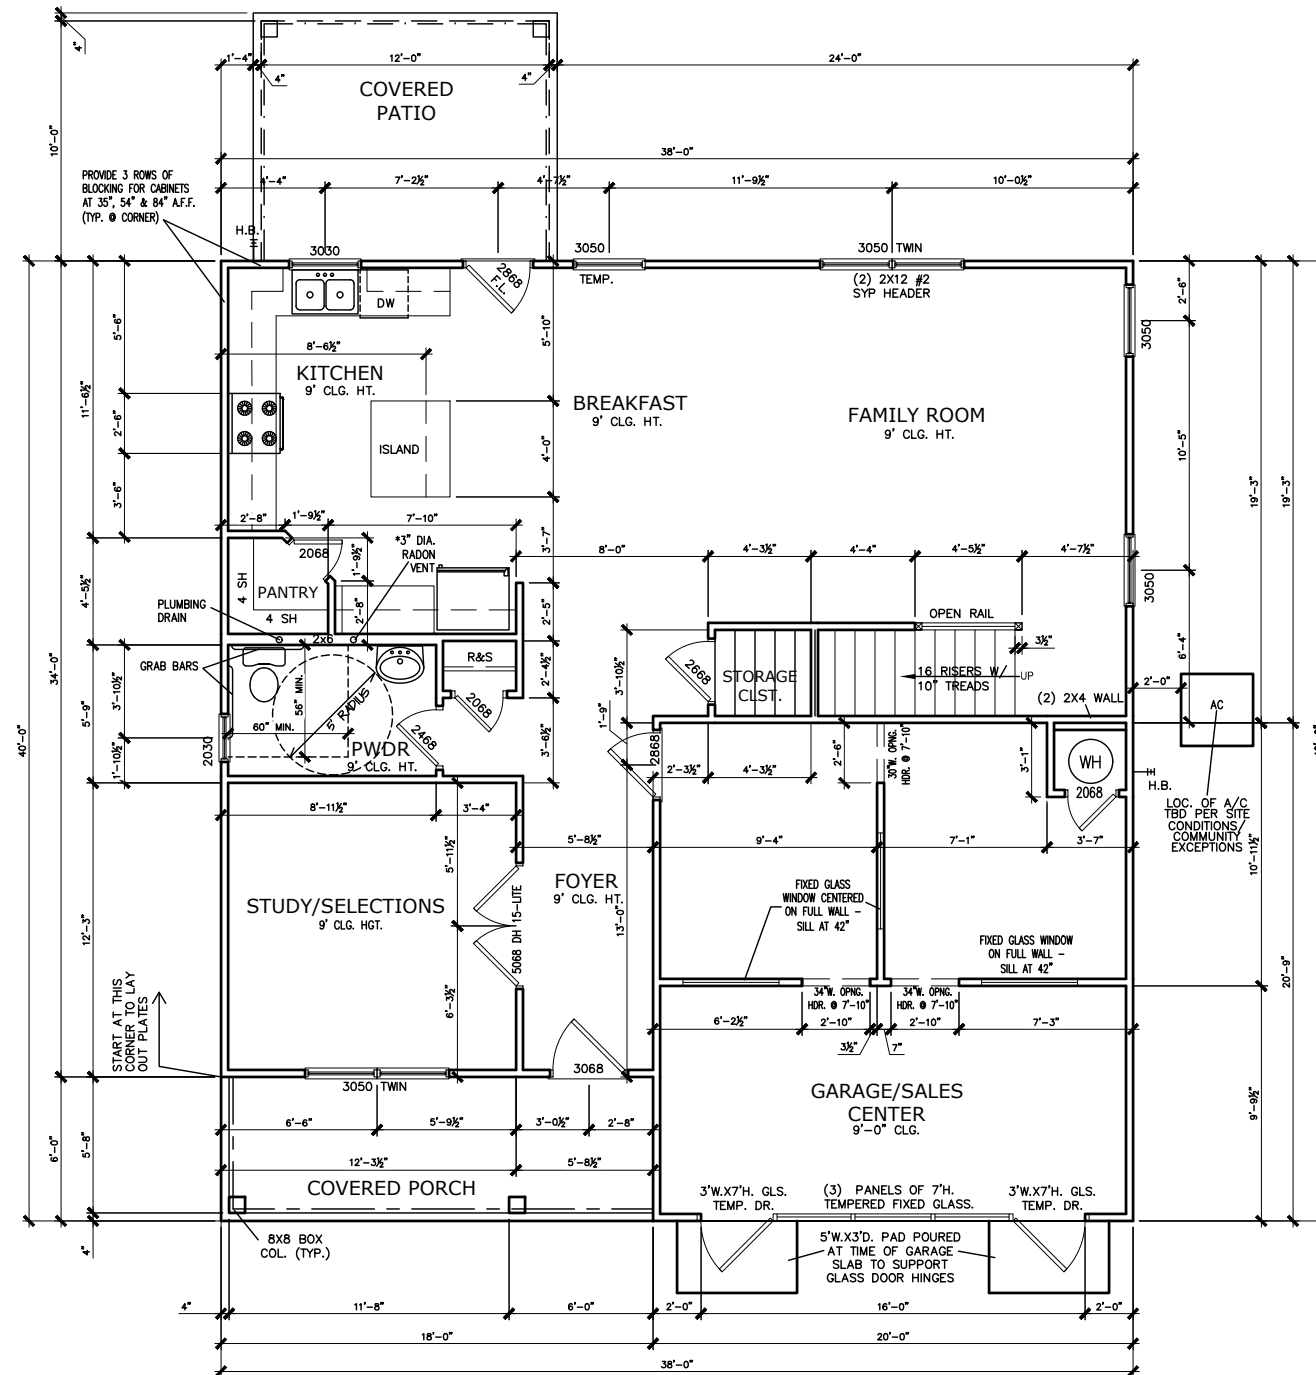 4"
1'-4"
12'-0"
24'-0"
4"
4"
COVERED
PATIO
10'-0"
38'-0"
4'-4"
7'-2½"
4'-7½"
11'-9½"
10'-0½"
PROVIDE 3 ROWS OF
BLOCKING FOR CABINETS
AT 35", 54" & 84" A.F.F.
(TYP. @ CORNER)
H.B.
3030
2868
F.L.
3050
TEMP.
3050 TWIN
(2) 2X12 #2
SYP HEADER
2'-6"
3050
DW
5'-6"
5'-10"
8'-6½"
KITCHEN
9' CLG. HT.
BREAKFAST
9' CLG. HT.
FAMILY ROOM
9' CLG. HT.
11'-6½"
2'-6"
ISLAND
4'-0"
10'-5"
19'-3"
19'-3"
3'-6"
2'-8"
1'-9½"
7'-10"
3'-7"
2068
*3" DIA.
RADON
VENT
1'-9½"
8'-0"
4'-3½"
4'-4"
4'-5½"
4'-7½"
3050
4'-5½"
4 SH
PANTRY
4 SH
2'-8"
2'-5"
PLUMBING
DRAIN
2x6
OPEN RAIL
3½"
GRAB BARS
R&S
2'-4½"
3'-10½"
2668
STORAGE
CLST.
16 RISERS W/
10" TREADS
UP
6'-4"
34'-0"
40'-0"
5'-9"
3'-10½"
56" MIN.
5' RADIUS
60" MIN.
2068
2468
(2) 2X4 WALL
2'-0"
AC
1'-9"
2030
1'-10½"
PWDR
9' CLG. HT.
3'-6½"
2868
2'-6"
30"W. OPNG.
HDR. @ 7'-10"
3'-1"
WH
2068
H.B.
2'-3½"
4'-3½"
LOC. OF A/C
TBD PER SITE
CONDITIONS/
COMMUNITY
EXCEPTIONS
8'-11½"
3'-4"
5'-11½"
5'-8½"
9'-4"
7'-1"
3'-7"
10'-11½"
STUDY/SELECTIONS
9' CLG. HGT.
FOYER
9' CLG. HT.
13'-0"
5068 DH 15-LITE
FIXED GLASS
WINDOW CENTERED
ON FULL WALL –
SILL AT 42"
FIXED GLASS WINDOW
ON FULL WALL –
SILL AT 42"
12'-3"
20'-9"
6'-3½"
START AT THIS
CORNER TO LAY
OUT PLATES
34"W. OPNG.
HDR. @ 7'-10"
34"W. OPNG.
HDR. @ 7'-10"
6'-2½"
2'-10"
2'-10"
7'-3"
3½"
7"
3068
3050 TWIN
GARAGE/SALES
CENTER
9'-0" CLG.
9'-9½"
6'-6"
5'-9½"
3'-0½"
2'-8"
6'-0"
5'-8"
12'-3½"
5'-8½"
COVERED PORCH
3'W.X7'H. GLS.
TEMP. DR.
(3) PANELS OF 7'H.
TEMPERED FIXED GLASS.
3'W.X7'H. GLS.
TEMP. DR.
4"
8X8 BOX
COL. (TYP.)
5'W.X3'D. PAD POURED
AT TIME OF GARAGE
SLAB TO SUPPORT
GLASS DOOR HINGES
4"
11'-8"
6'-0"
2'-0"
16'-0"
2'-0"
18'-0"
20'-0"
38'-0"